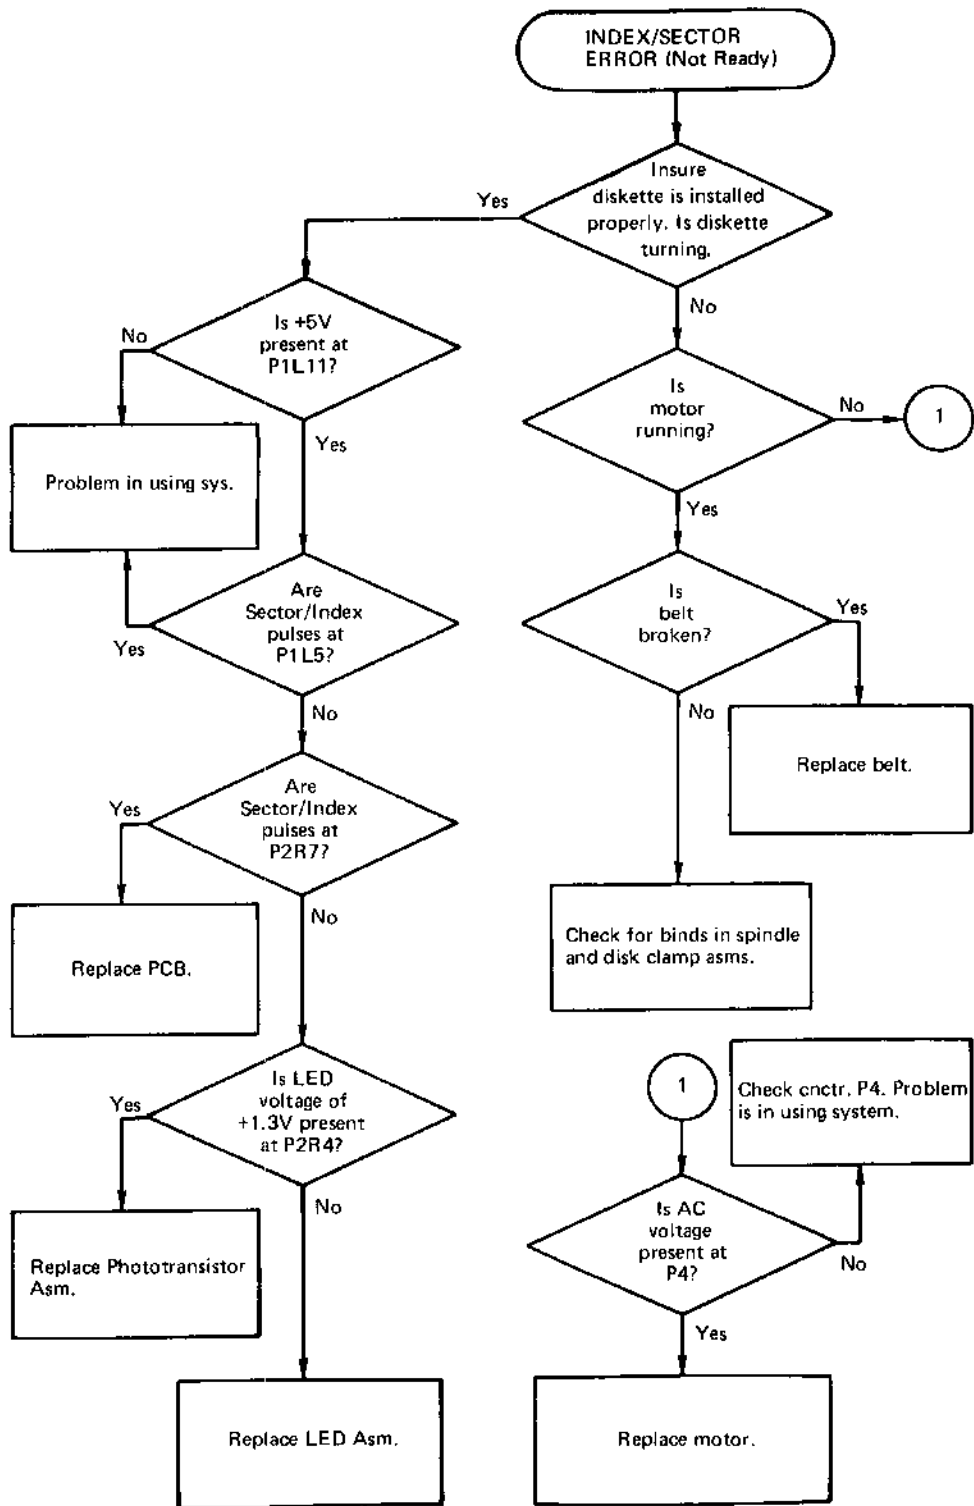 INDEX/SECTOR
ERROR (Not Ready)
Insure
diskette is installed
properly. Is diskette
turning.
Yes
No
Is +5V
present at
P1L11?
No
Yes
Is
motor
running?
No
1
Yes
Problem in using sys.
Are
Sector/Index
pulses at
P1L5?
Yes
No
Is
belt
broken?
Yes
No
Replace belt.
Are
Sector/Index
pulses at
P2R7?
Yes
No
Replace PCB.
Check for binds in spindle
and disk clamp asms.
Is LED
voltage of
+1.3V present
at P2R4?
Yes
No
1
Check cnctr. P4. Problem
is in using system.
Is AC
voltage
present at
P4?
No
Yes
Replace Phototransistor
Asm.
Replace LED Asm.
Replace motor.